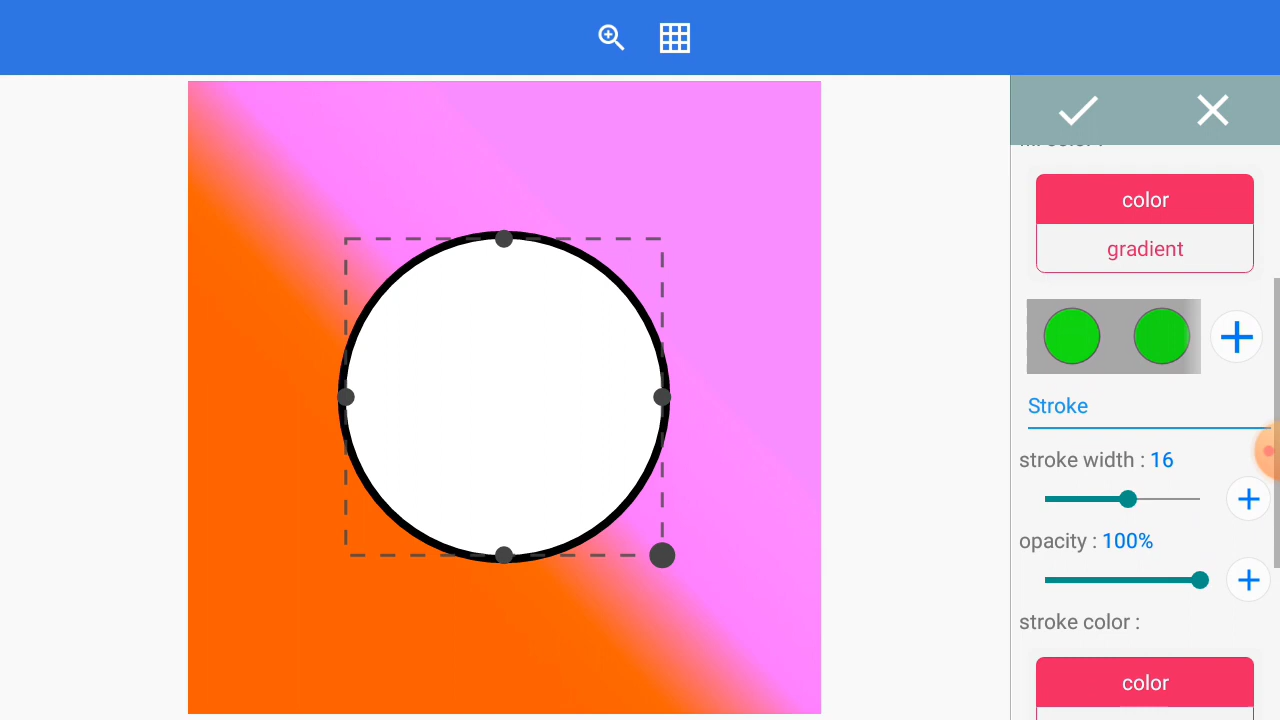 color
gradient
Stroke
stroke width : 16
opacity : 100%
stroke color :
color